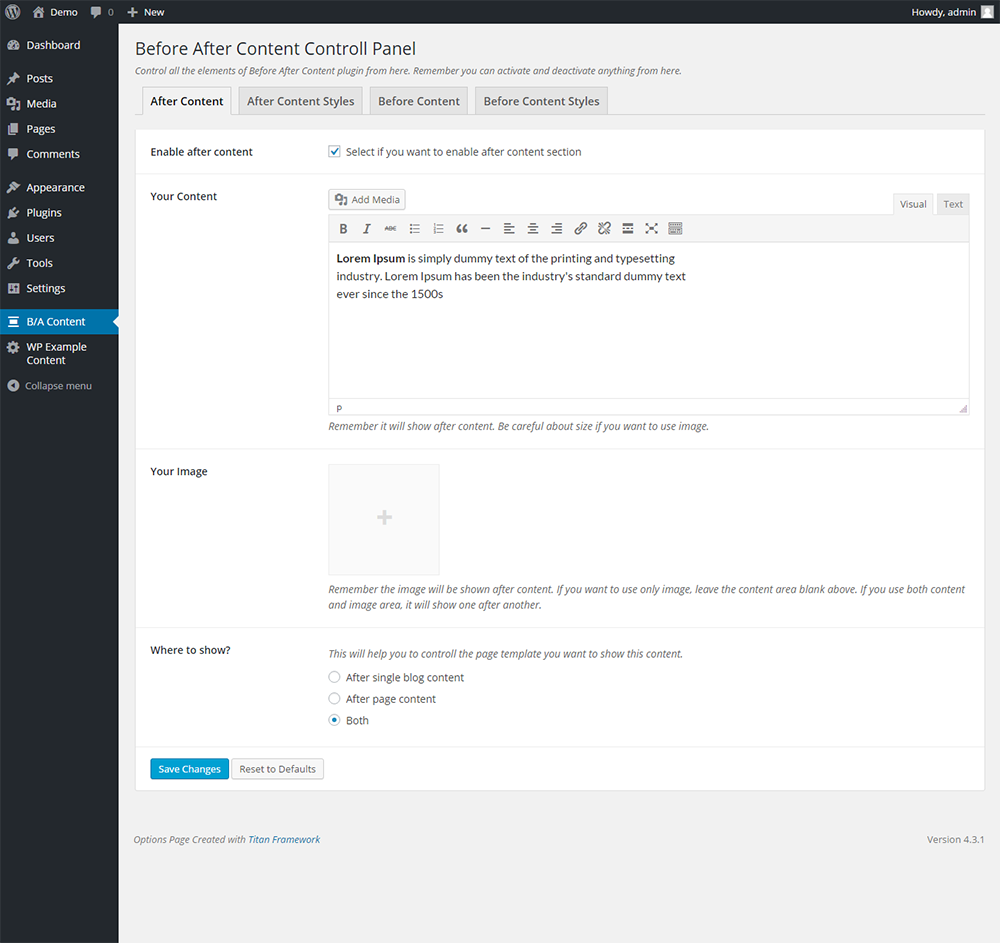 Demo 0 New Howdy, admin
Dashboard
Posts
Media
Pages
Comments
Appearance
Plugins
Users
Tools
Settings
B/A Content
WP Example
Content
Collapse menu
Before After Content Controll Panel
Control all the elements of Before After Content plugin from here. Remember you can activate and deactivate anything from here.
After Content After Content Styles Before Content Before Content Styles
Enable after content Select if you want to enable after content section
Your Content Add Media Visual Text
B I ABC
Lorem Ipsum is simply dummy text of the printing and typesetting
industry. Lorem Ipsum has been the industry's standard dummy text
ever since the 1500s
p
Remember it will show after content. Be careful about size if you want to use image.
Your Image
Remember the image will be shown after content. If you want to use only image, leave the content area blank above. If you use both content
and image area, it will show one after another.
Where to show? This will help you to controll the page template you want to show this content.
After single blog content
After page content
Both
Save Changes Reset to Defaults
Options Page Created with Titan Framework Version 4.3.1